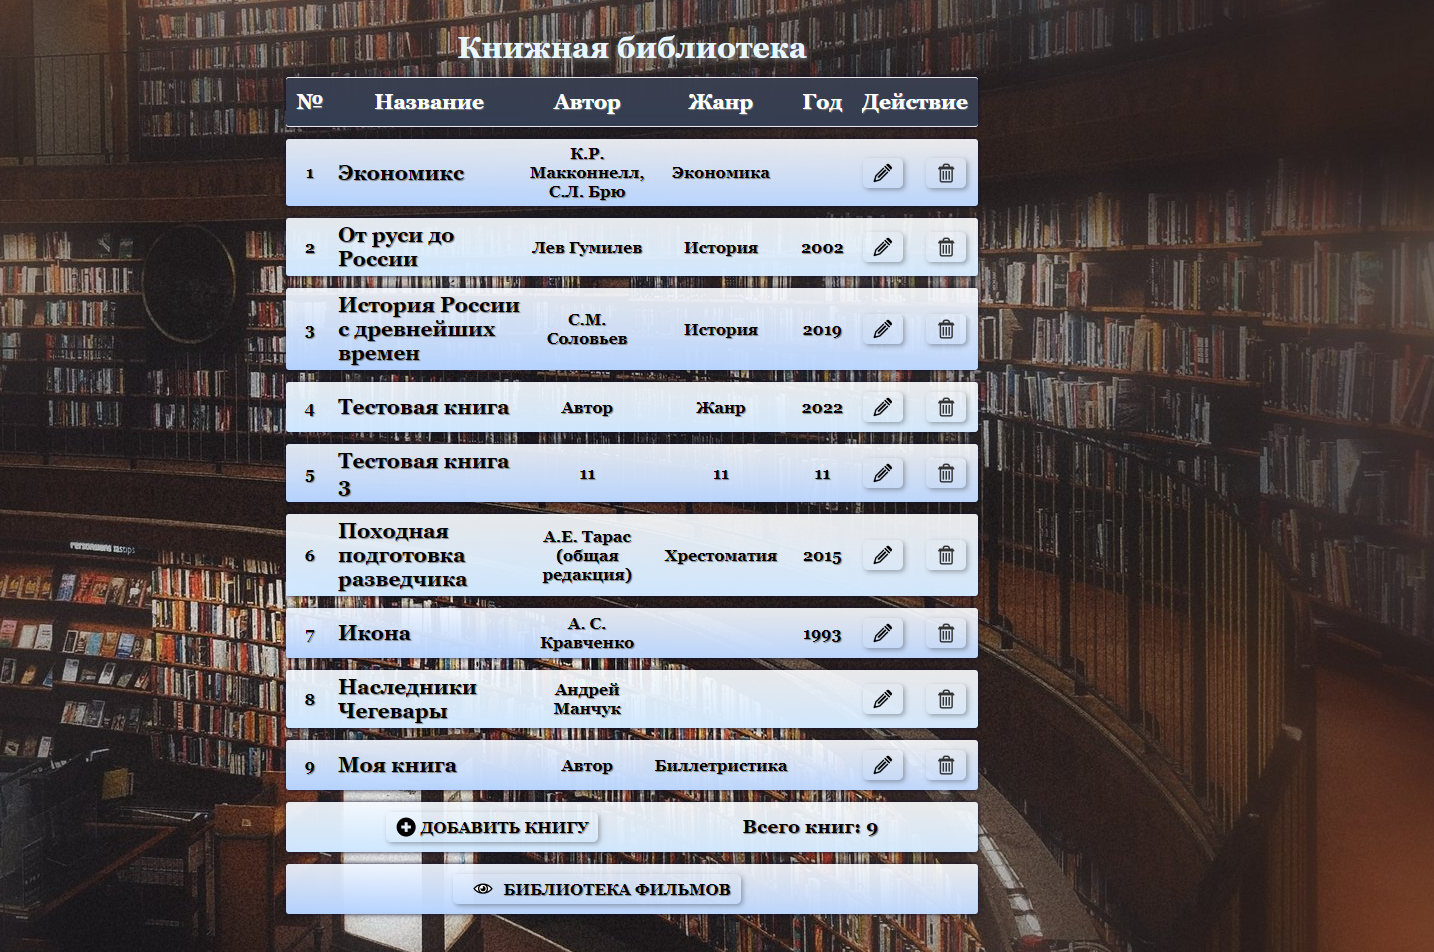 Книжная библиотека
№ Название Автор Жанр Год Действие
К.Р.
1 Экономикс Макконнелл, Экономика
С.Л. Брю
От руси до
2 Лев Гумилев История 2002
России
История России
3 с древнейших С.М. История 2019
времен Соловьев
4 Тестовая книга Автор Жанр 2022
Тестовая книга
5 11 11 11
3
Походная А.Е. Тарас
6 подготовка (общая Хрестоматия 2015
разведчика редакция)
7 Икона А. С. 1993
Кравченко
Наследники Андрей
8
Чегевары Манчук
9 Моя книга Автор Биллетристика
ДОБАВИТЬ КНИГУ Всего книг: 9
БИБЛИОТЕКА ФИЛЬМОВ